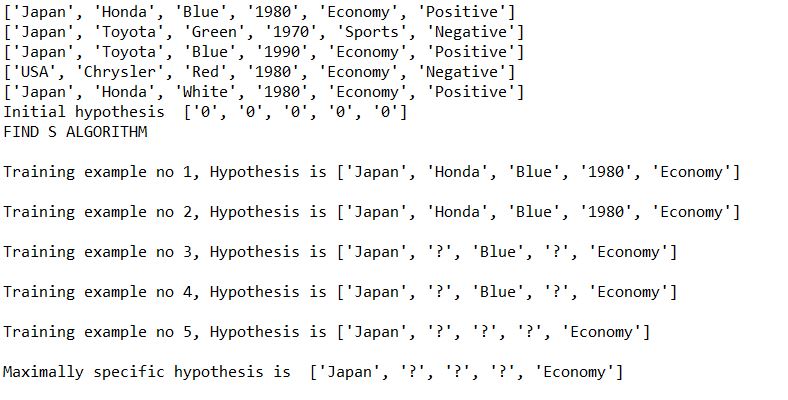 ['Japan', 'Honda', 'Blue', '1980', 'Economy', 'Positive']
['Japan', 'Toyota', 'Green', '1970', 'Sports', 'Negative']
['Japan', 'Toyota', 'Blue', '1990', 'Economy', 'Positive']
['USA', 'Chrysler', 'Red', '1980', 'Economy', 'Negative']
['Japan', 'Honda', 'White', '1980', 'Economy', 'Positive']
Initial hypothesis  ['0', '0', '0', '0', '0']
FIND S ALGORITHM
Training example no 1, Hypothesis is ['Japan', 'Honda', 'Blue', '1980', 'Economy']
Training example no 2, Hypothesis is ['Japan', 'Honda', 'Blue', '1980', 'Economy']
Training example no 3, Hypothesis is ['Japan', '?', 'Blue', '?', 'Economy']
Training example no 4, Hypothesis is ['Japan', '?', 'Blue', '?', 'Economy']
Training example no 5, Hypothesis is ['Japan', '?', '?', '?', 'Economy']
Maximally specific hypothesis is  ['Japan', '?', '?', '?', 'Economy']